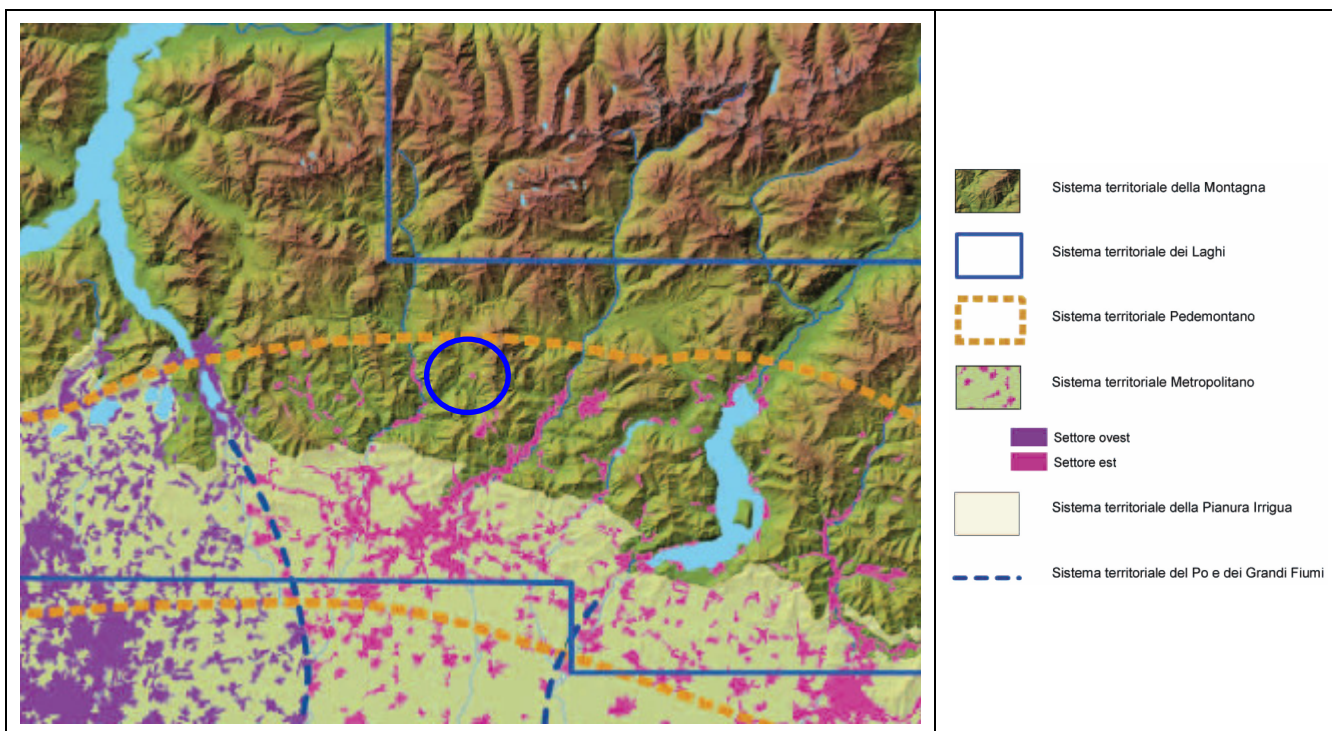 Sistema territoriale della Montagna
Sistema territoriale dei Laghi
Sistema territoriale Pedemontano
Sistema territoriale Metropolitano
Settore ovest
Settore est
Sistema territoriale della Pianura Irrigua
Sistema territoriale del Po e dei Grandi Fiumi